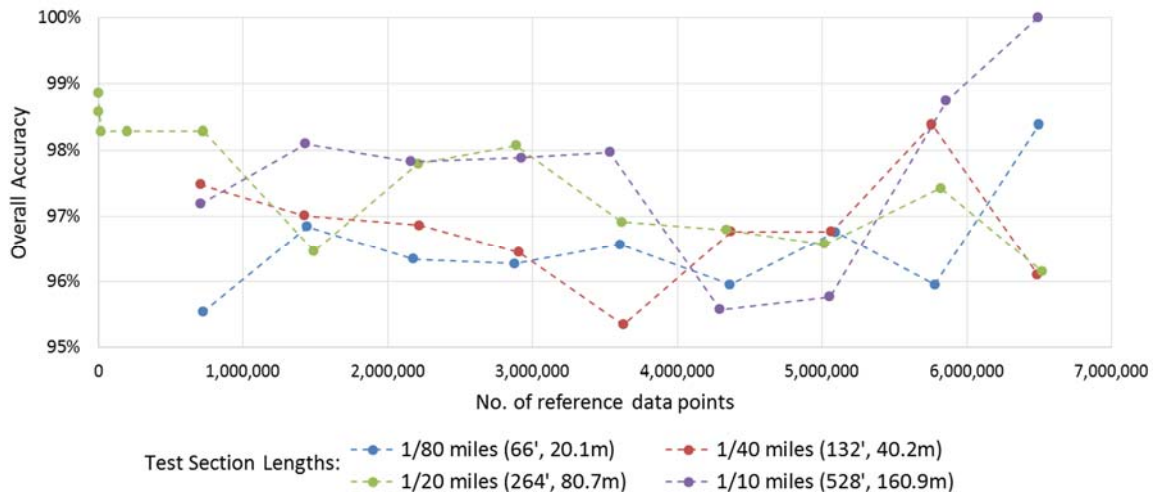 100%
99%
98%
97%
96%
95%
Overall Accuracy
0 1,000,000 2,000,000 3,000,000 4,000,000 5,000,000 6,000,000 7,000,000
No. of reference data points
Test Section Lengths:
1/80 miles (66', 20.1m) 1/40 miles (132', 40.2m)
1/20 miles (264', 80.7m) 1/10 miles (528', 160.9m)